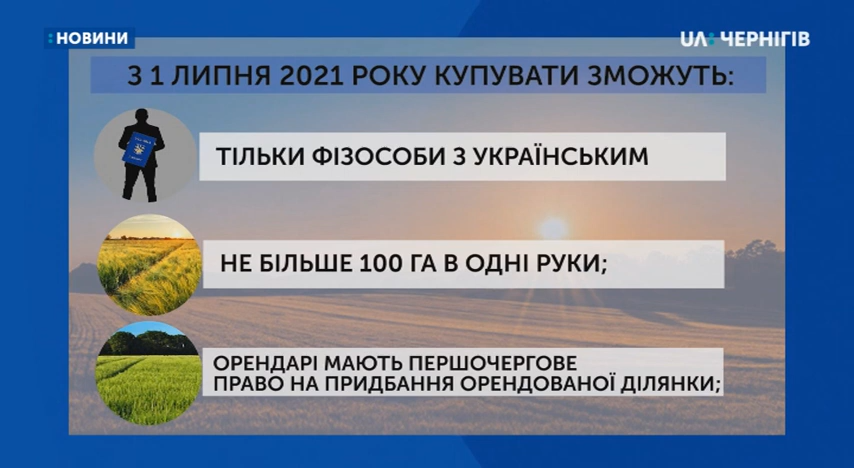 :НОВИНИ
UA: ЧЕРНІГІВ
З 1 ЛИПНЯ 2021 РОКУ КУПУВАТИ ЗМОЖУТЬ:
ТІЛЬКИ ФІЗОСОБИ З УКРАЇНСЬКИМ
НЕ БІЛЬШЕ 100 ГА В ОДНІ РУКИ;
ОРЕНДАРІ МАЮТЬ ПЕРШОЧЕРГОВЕ
ПРАВО НА ПРИДБАННЯ ОРЕНДОВАНОЇ ДІЛЯНКИ;